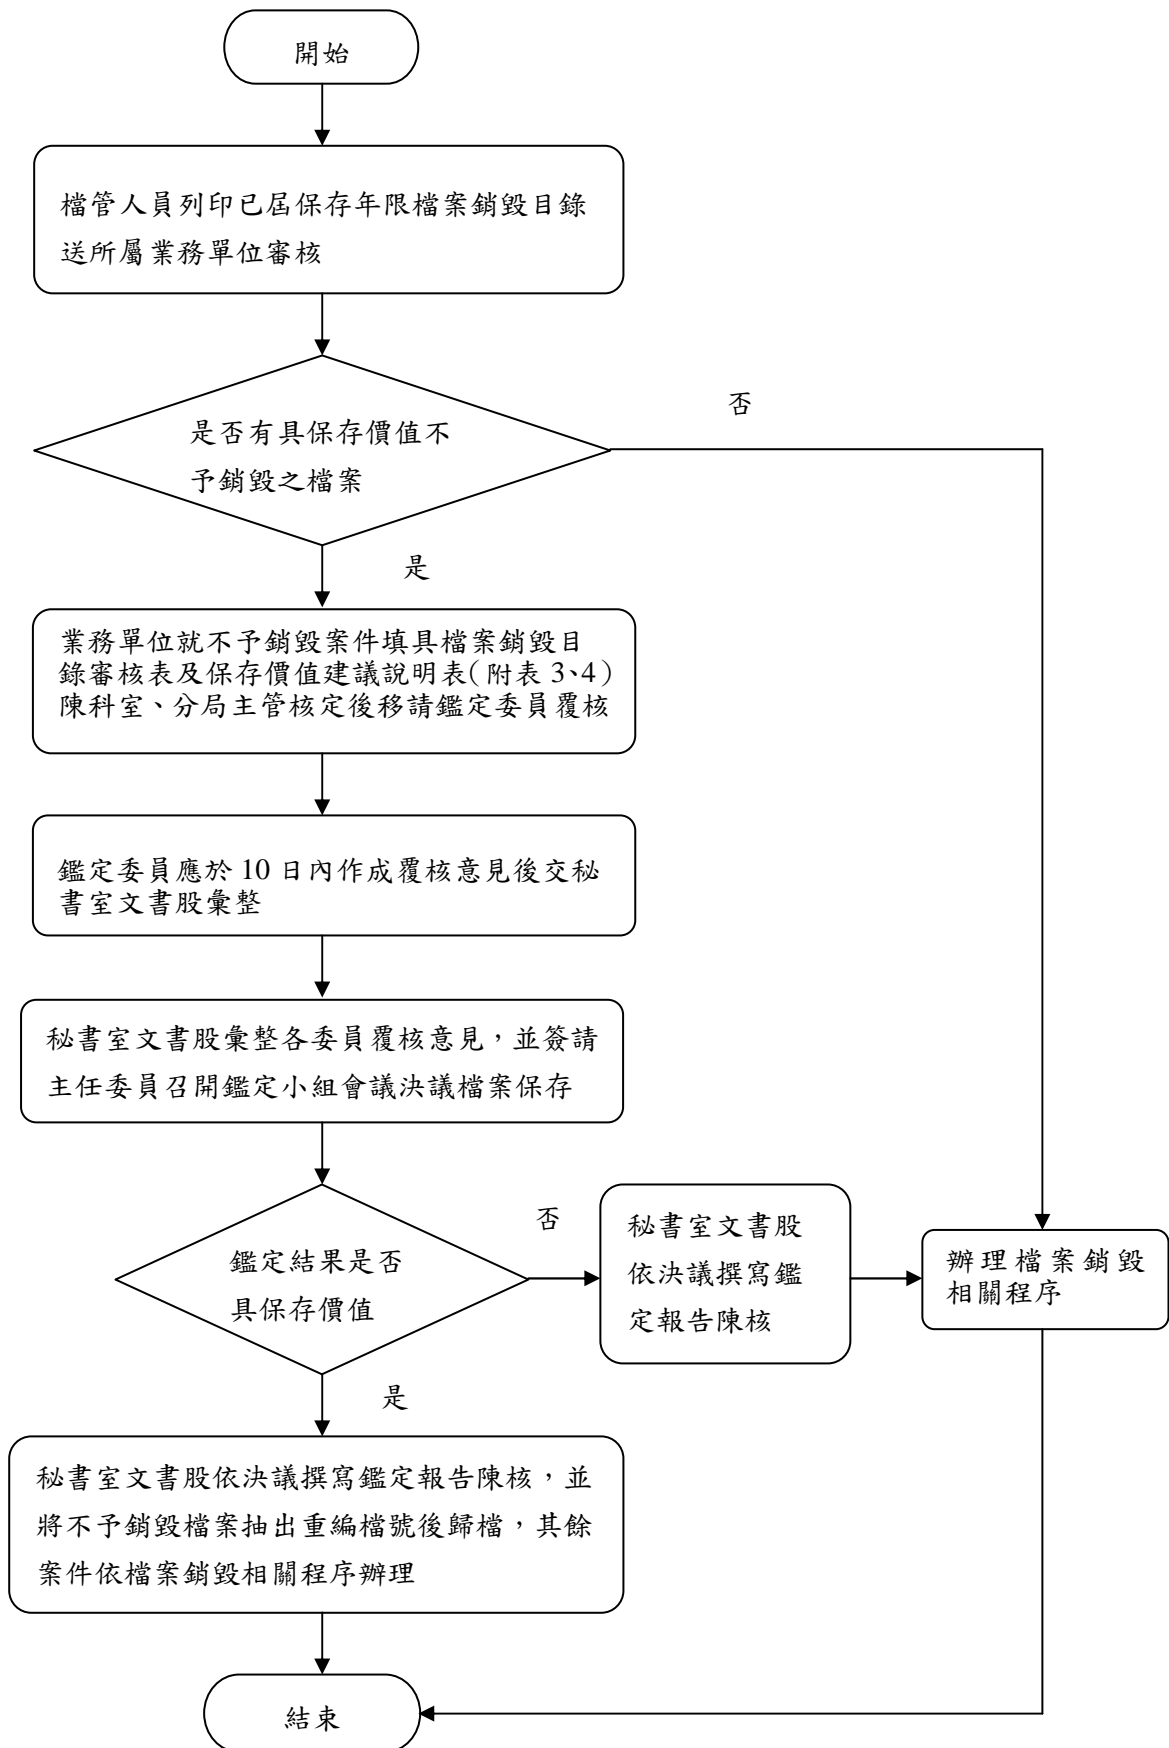 開始
檔管人員列印已屆保存年限檔案銷毀目錄
送所屬業務單位審核
否
是否有具保存價值不
予銷毀之檔案
是
業務單位就不予銷毀案件填具檔案銷毀目
錄審核表及保存價值建議說明表(附表 3、4)
陳科室、分局主管核定後移請鑑定委員覆核
鑑定委員應於 10 日內作成覆核意見後交秘
書室文書股彙整
秘書室文書股彙整各委員覆核意見，並簽請
主任委員召開鑑定小組會議決議檔案保存
鑑定結果是否
具保存價值
否
秘書室文書股
依決議撰寫鑑
定報告陳核
辦理檔案銷毀
相關程序
是
秘書室文書股依決議撰寫鑑定報告陳核，並
將不予銷毀檔案抽出重編檔號後歸檔，其餘
案件依檔案銷毀相關程序辦理
結束